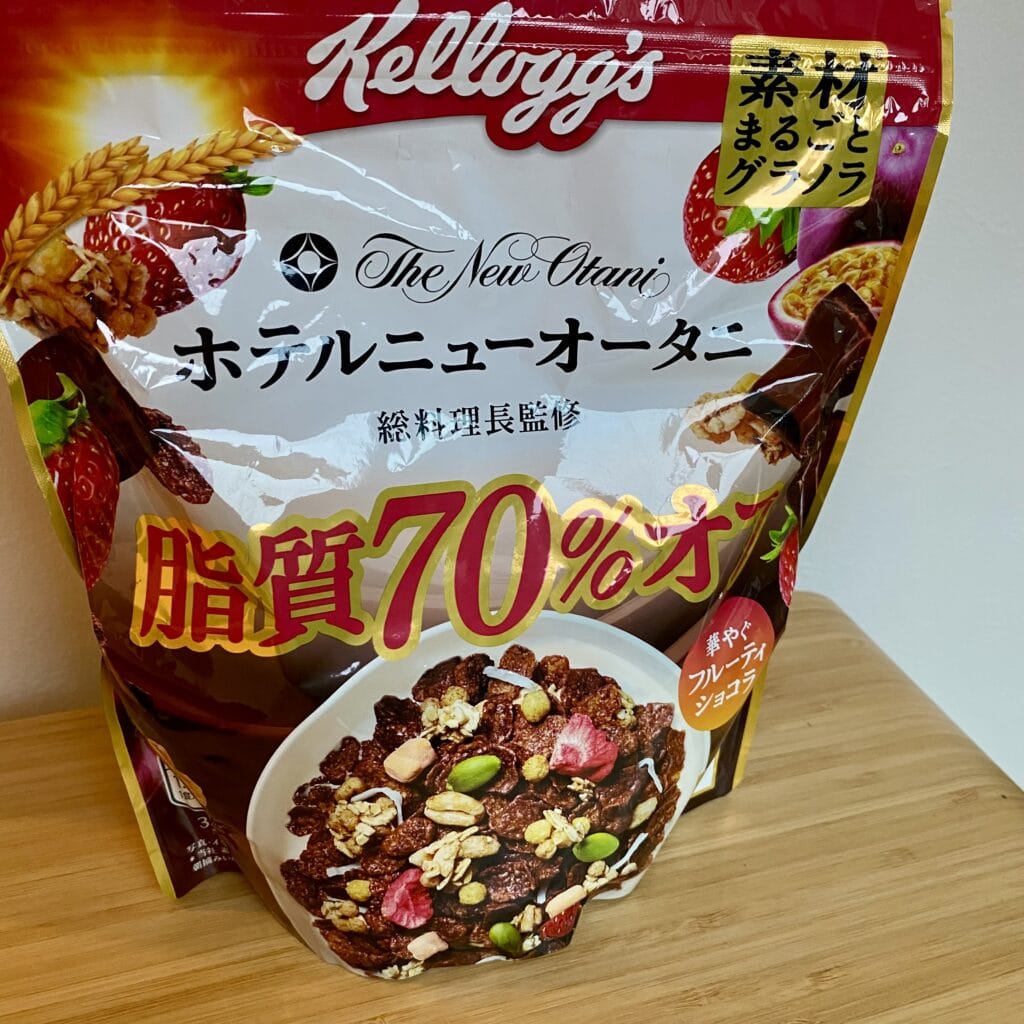 Kellogg's
素材
まるごと
グラノラ
The New Otani
ホテルニューオータニ
総料理長監修
脂質70%オフ
華やぐ
フルーティ
ショコラ